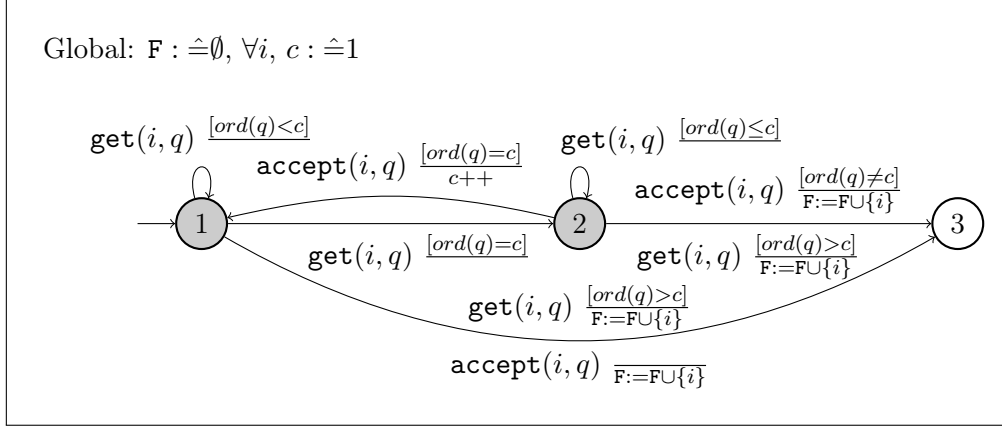 Global: F :≙∅, ∀i, c :≙1
get(i, q) [ord(q)<c]
accept(i, q) [ord(q)=c] / c++
get(i, q) [ord(q)≤c]
accept(i, q) [ord(q)≠c] / F:=F∪{i}
1
2
3
get(i, q) [ord(q)=c]
get(i, q) [ord(q)>c] / F:=F∪{i}
get(i, q) [ord(q)>c] / F:=F∪{i}
accept(i, q) / F:=F∪{i}